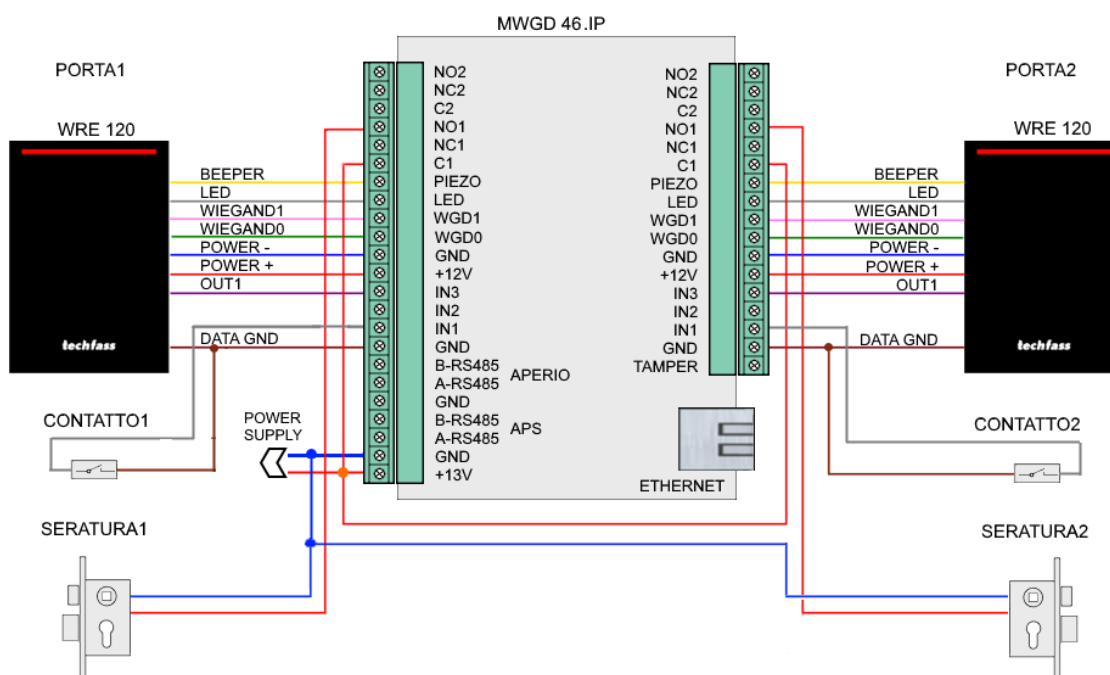 MWGD 46.IP
PORTA1
WRE 120
BEEPER
LED
WIEGAND1
WIEGAND0
POWER -
POWER +
OUT1
DATA GND
techfass
CONTATTO1
POWER
SUPPLY
SERATURA1
NO2
NC2
C2
NO1
NC1
C1
PIEZO
LED
WGD1
WGD0
GND
+12V
IN3
IN2
IN1
GND
B-RS485
A-RS485
APERIO
GND
B-RS485
A-RS485
APS
GND
+13V
NO2
NC2
C2
NO1
NC1
C1
PIEZO
LED
WGD1
WGD0
GND
+12V
IN3
IN2
IN1
GND
TAMPER
ETHERNET
PORTA2
WRE 120
BEEPER
LED
WIEGAND1
WIEGAND0
POWER -
POWER +
OUT1
DATA GND
techfass
CONTATTO2
SERATURA2